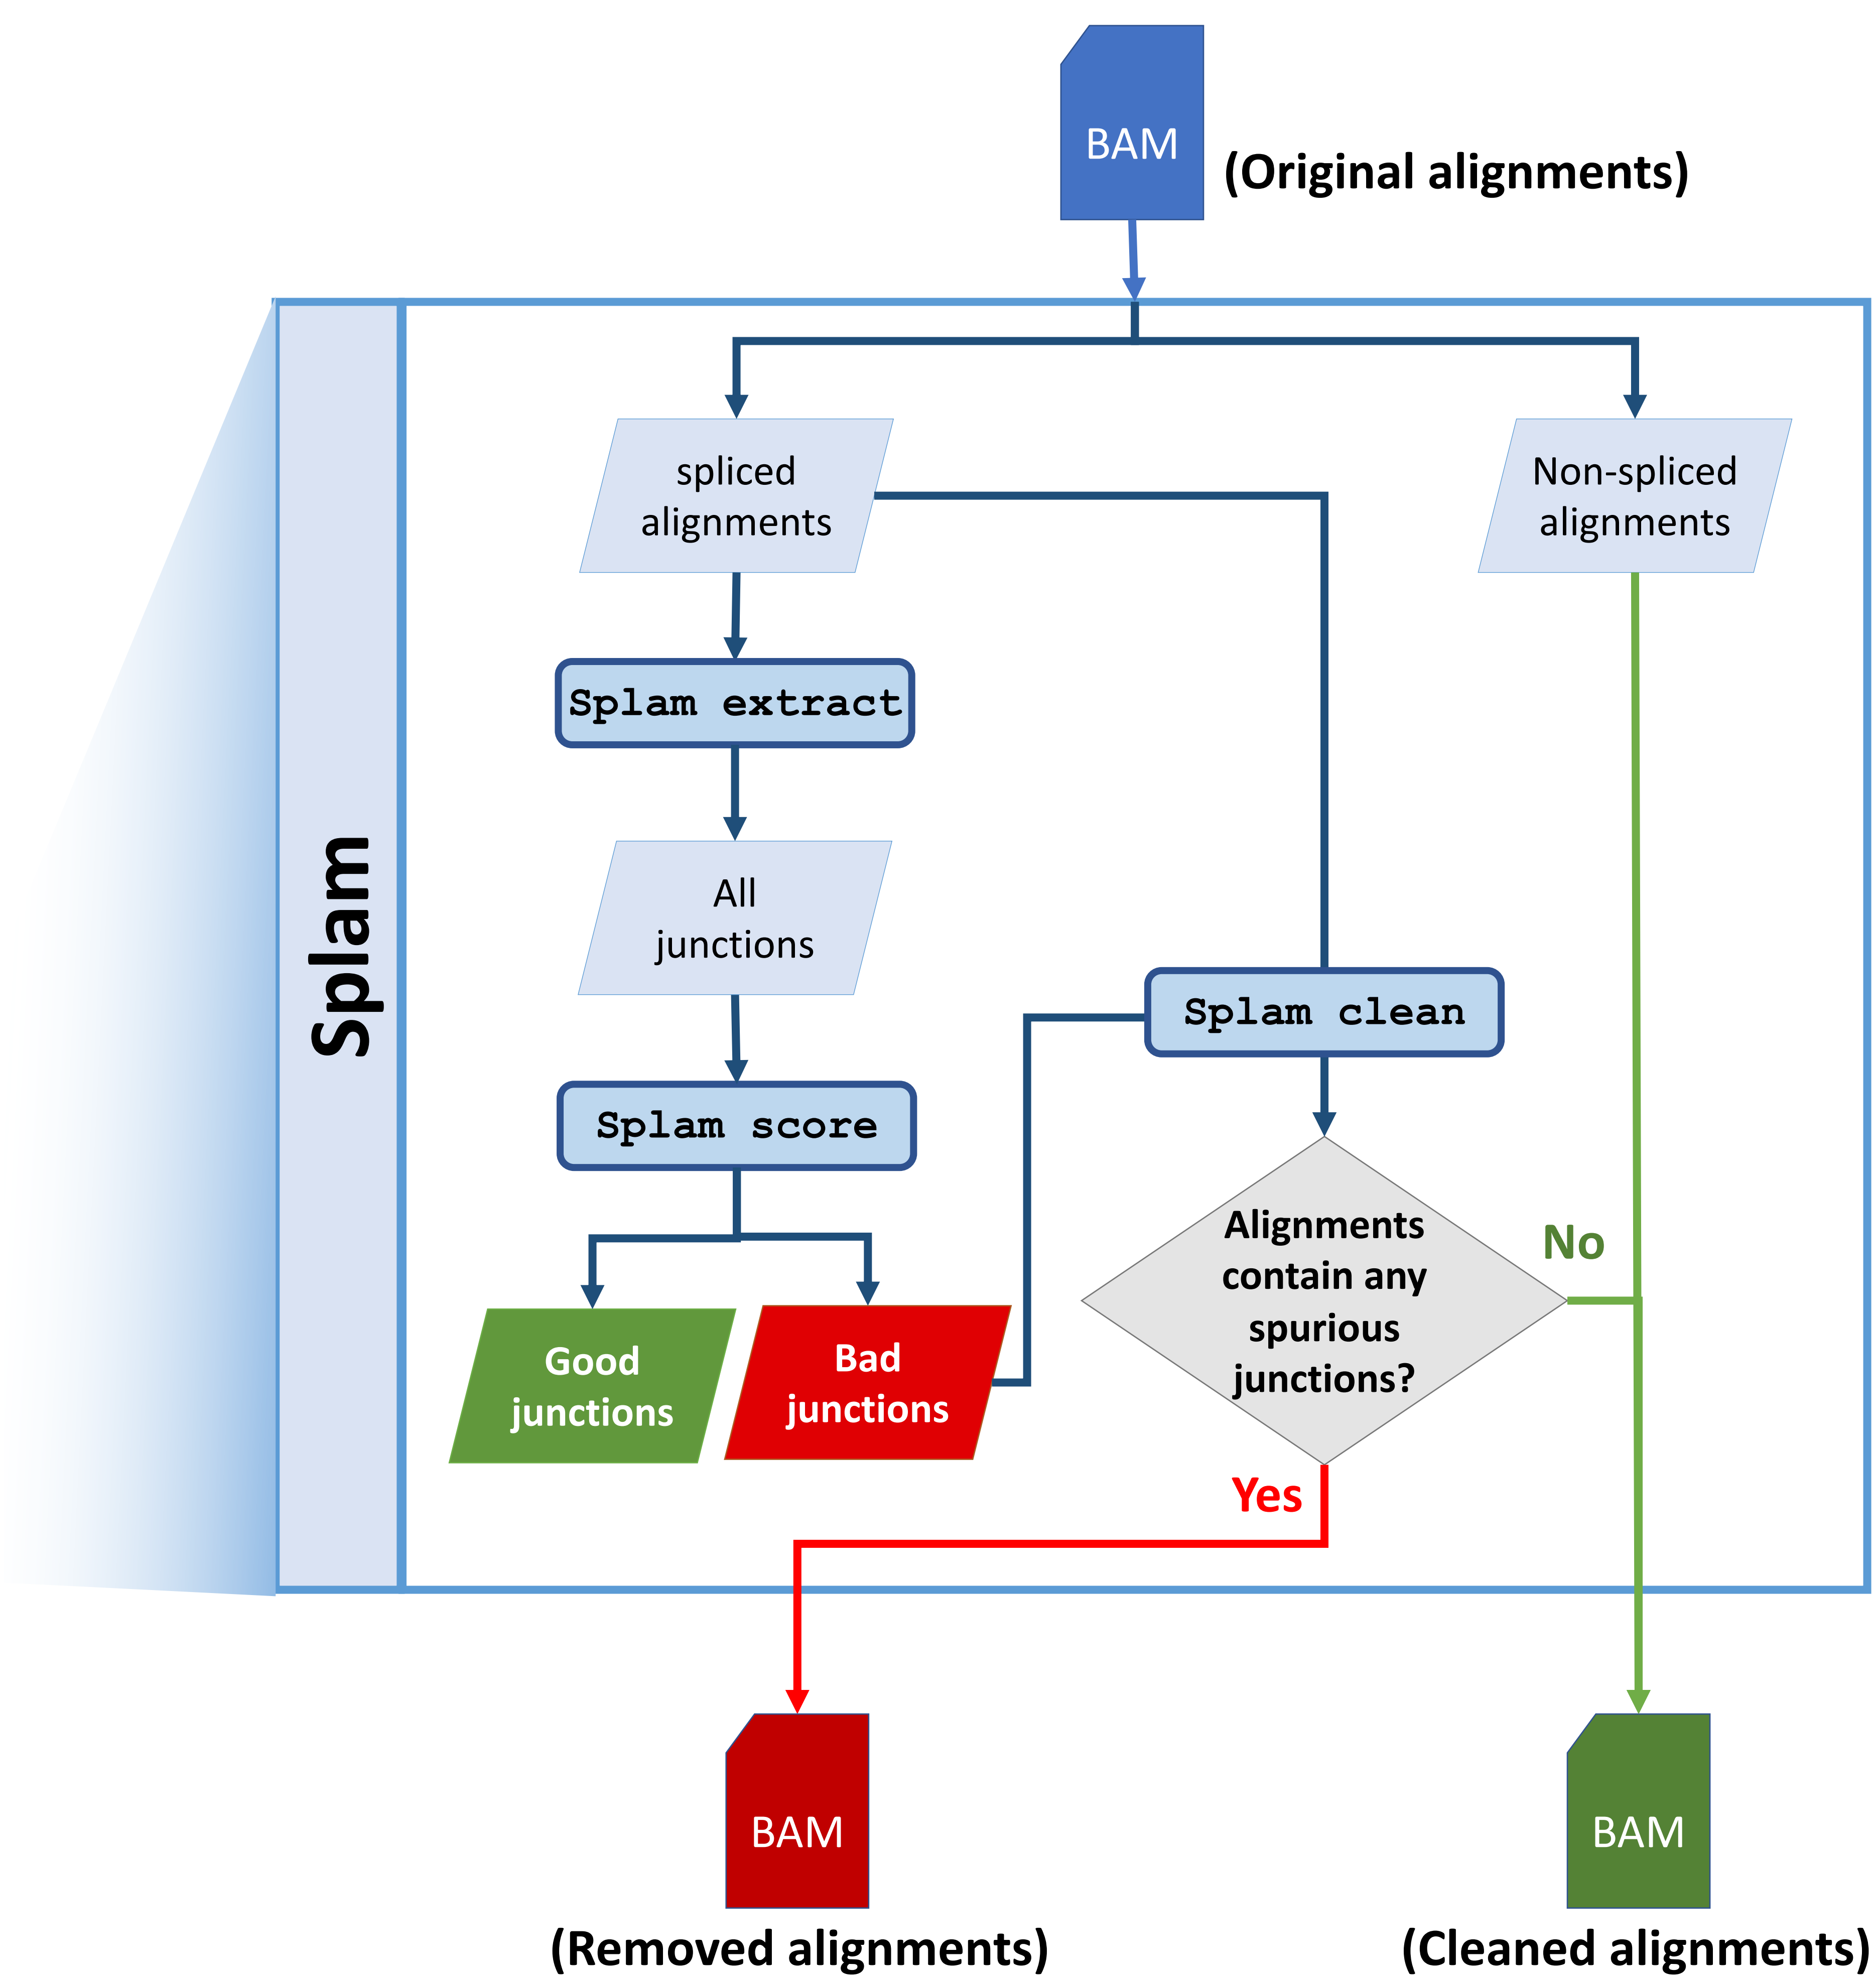 BAM
(Original alignments)
spliced
alignments
Non-spliced
alignments
Splam extract
All
junctions
Splam
Splam clean
Splam score
Alignments
contain any
spurious
junctions?
No
Good
junctions
Bad
junctions
Yes
BAM
BAM
(Removed alignments)
(Cleaned alignments)